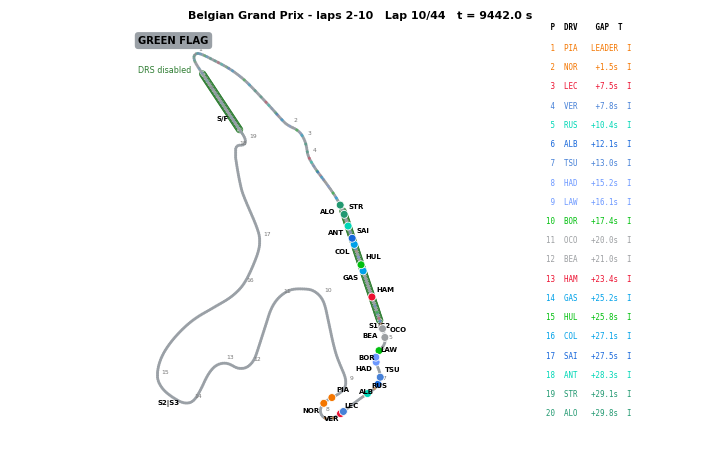 Belgian Grand Prix - laps 2-10   Lap 10/44   t = 9442.0 s
GREEN FLAG
DRS disabled
P DRV GAP T
1 PIA LEADER I
2 NOR +1.5s I
3 LEC +7.5s I
4 VER +7.8s I
5 RUS +10.4s I
6 ALB +12.1s I
7 TSU +13.0s I
8 HAD +15.2s I
9 LAW +16.1s I
10 BOR +17.4s I
11 OCO +20.0s I
12 BEA +21.0s I
13 HAM +23.4s I
14 GAS +25.2s I
15 HUL +25.8s I
16 COL +27.1s I
17 SAI +27.5s I
18 ANT +28.3s I
19 STR +29.1s I
20 ALO +29.8s I
S/F
2
19
3
4
STR
ALO
SAI
ANT
17
COL
HUL
GAS
16
HAM
10
S1|S2
OCO
BEA
5
LAW
BOR
13
12
HAD
TSU
15
9
7
RUS
PIA
ALB
14
S2|S3
LEC
NOR
8
VER